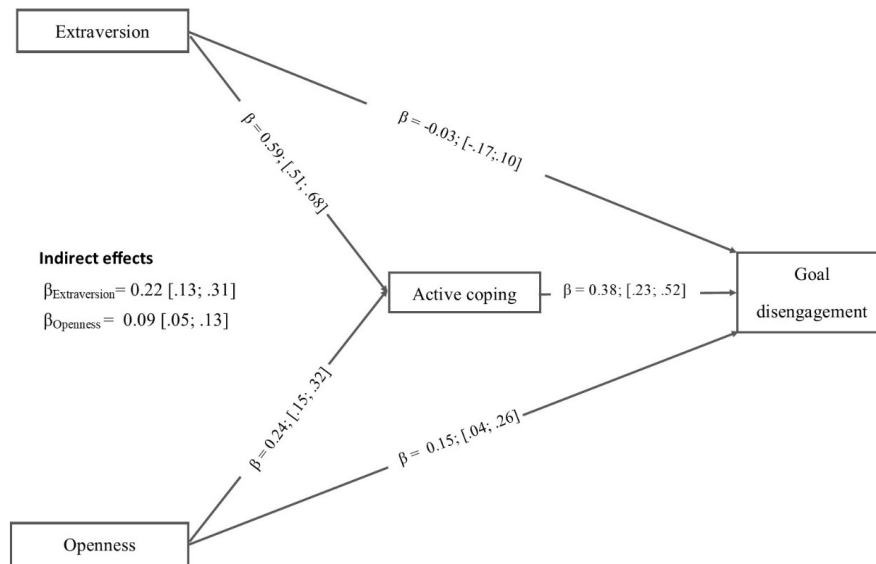 Extraversion
β = -0.03; [-.17;.10]
β = 0.59; [.51; .68]
Indirect effects
βExtraversion= 0.22 [.13; .31]
βOpenness = 0.09 [.05; .13]
Active coping
β = 0.38; [.23; .52]
Goal
disengagement
β = 0.24; [.15; .32]
β = 0.15; [.04; .26]
Openness